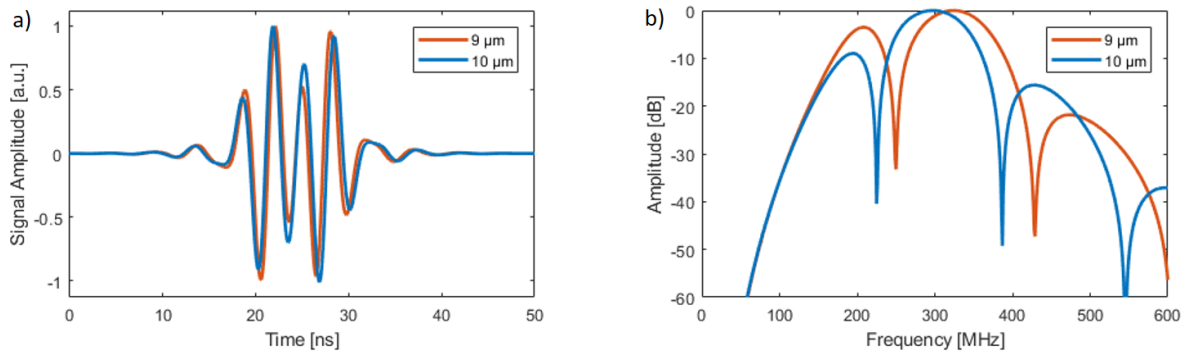 a)
1
0.5
0
-0.5
-1
Signal Amplitude [a.u.]
0 10 20 30 40 50
Time [ns]
9 μm
10 μm
b)
0
-10
-20
-30
-40
-50
-60
Amplitude [dB]
0 100 200 300 400 500 600
Frequency [MHz]
9 μm
10 μm